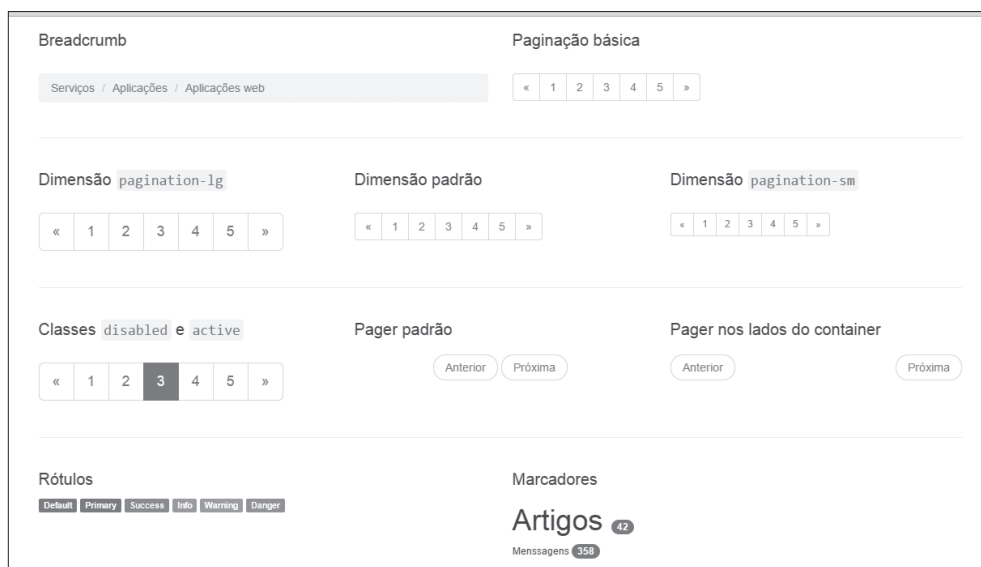 Breadcrumb
Serviços / Aplicações / Aplicações web
Paginação básica
« 1 2 3 4 5 »
Dimensão pagination-lg
« 1 2 3 4 5 »
Dimensão padrão
« 1 2 3 4 5 »
Dimensão pagination-sm
« 1 2 3 4 5 »
Classes disabled e active
« 1 2 3 4 5 »
Pager padrão
Anterior Próxima
Pager nos lados do container
Anterior Próxima
Rótulos
Default Primary Success Info Warning Danger
Marcadores
Artigos 42
Menssagens 358